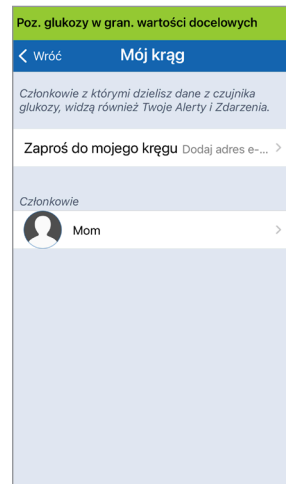 Poz. glukozy w gran. wartości docelowych
Wróć Mój krąg
Członkowie z którymi dzielisz dane z czujnika
glukozy, widzą również Twoje Alerty i Zdarzenia.
Zaproś do mojego kręgu Dodaj adres e-...
Członkowie
Mom